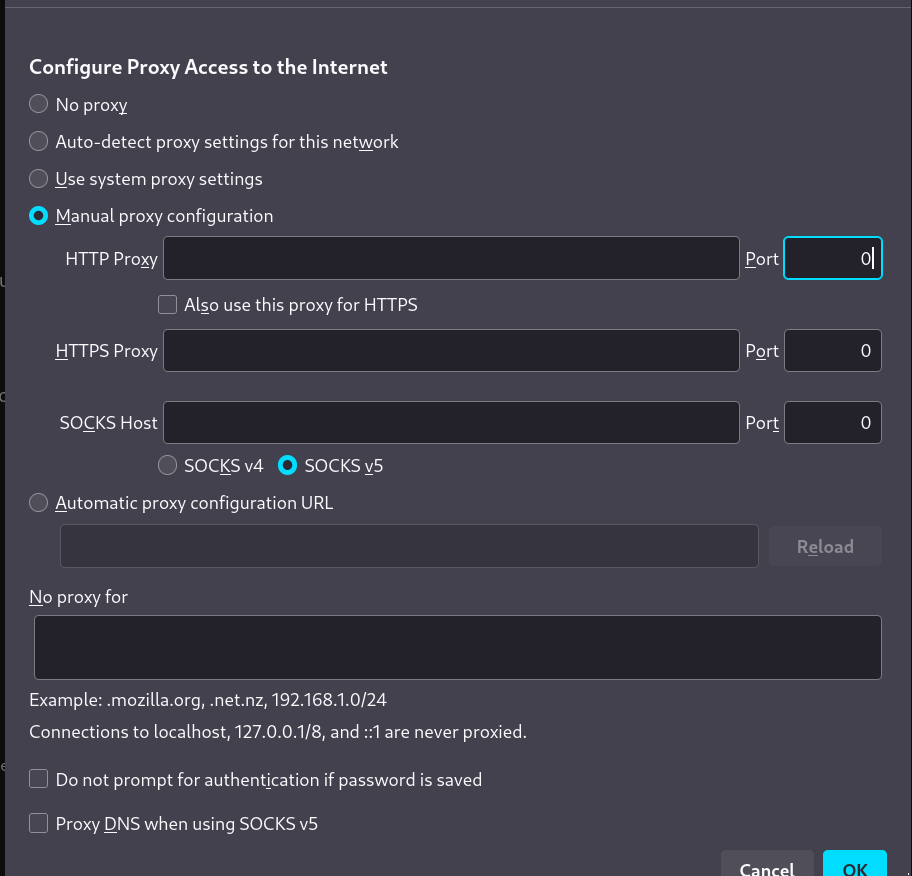 Configure Proxy Access to the Internet
No proxy
Auto-detect proxy settings for this network
Use system proxy settings
Manual proxy configuration
HTTP Proxy Port 0
Also use this proxy for HTTPS
HTTPS Proxy Port 0
SOCKS Host Port 0
SOCKS v4 SOCKS v5
Automatic proxy configuration URL
Reload
No proxy for
Example: .mozilla.org, .net.nz, 192.168.1.0/24
Connections to localhost, 127.0.0.1/8, and ::1 are never proxied.
Do not prompt for authentication if password is saved
Proxy DNS when using SOCKS v5
Cancel OK